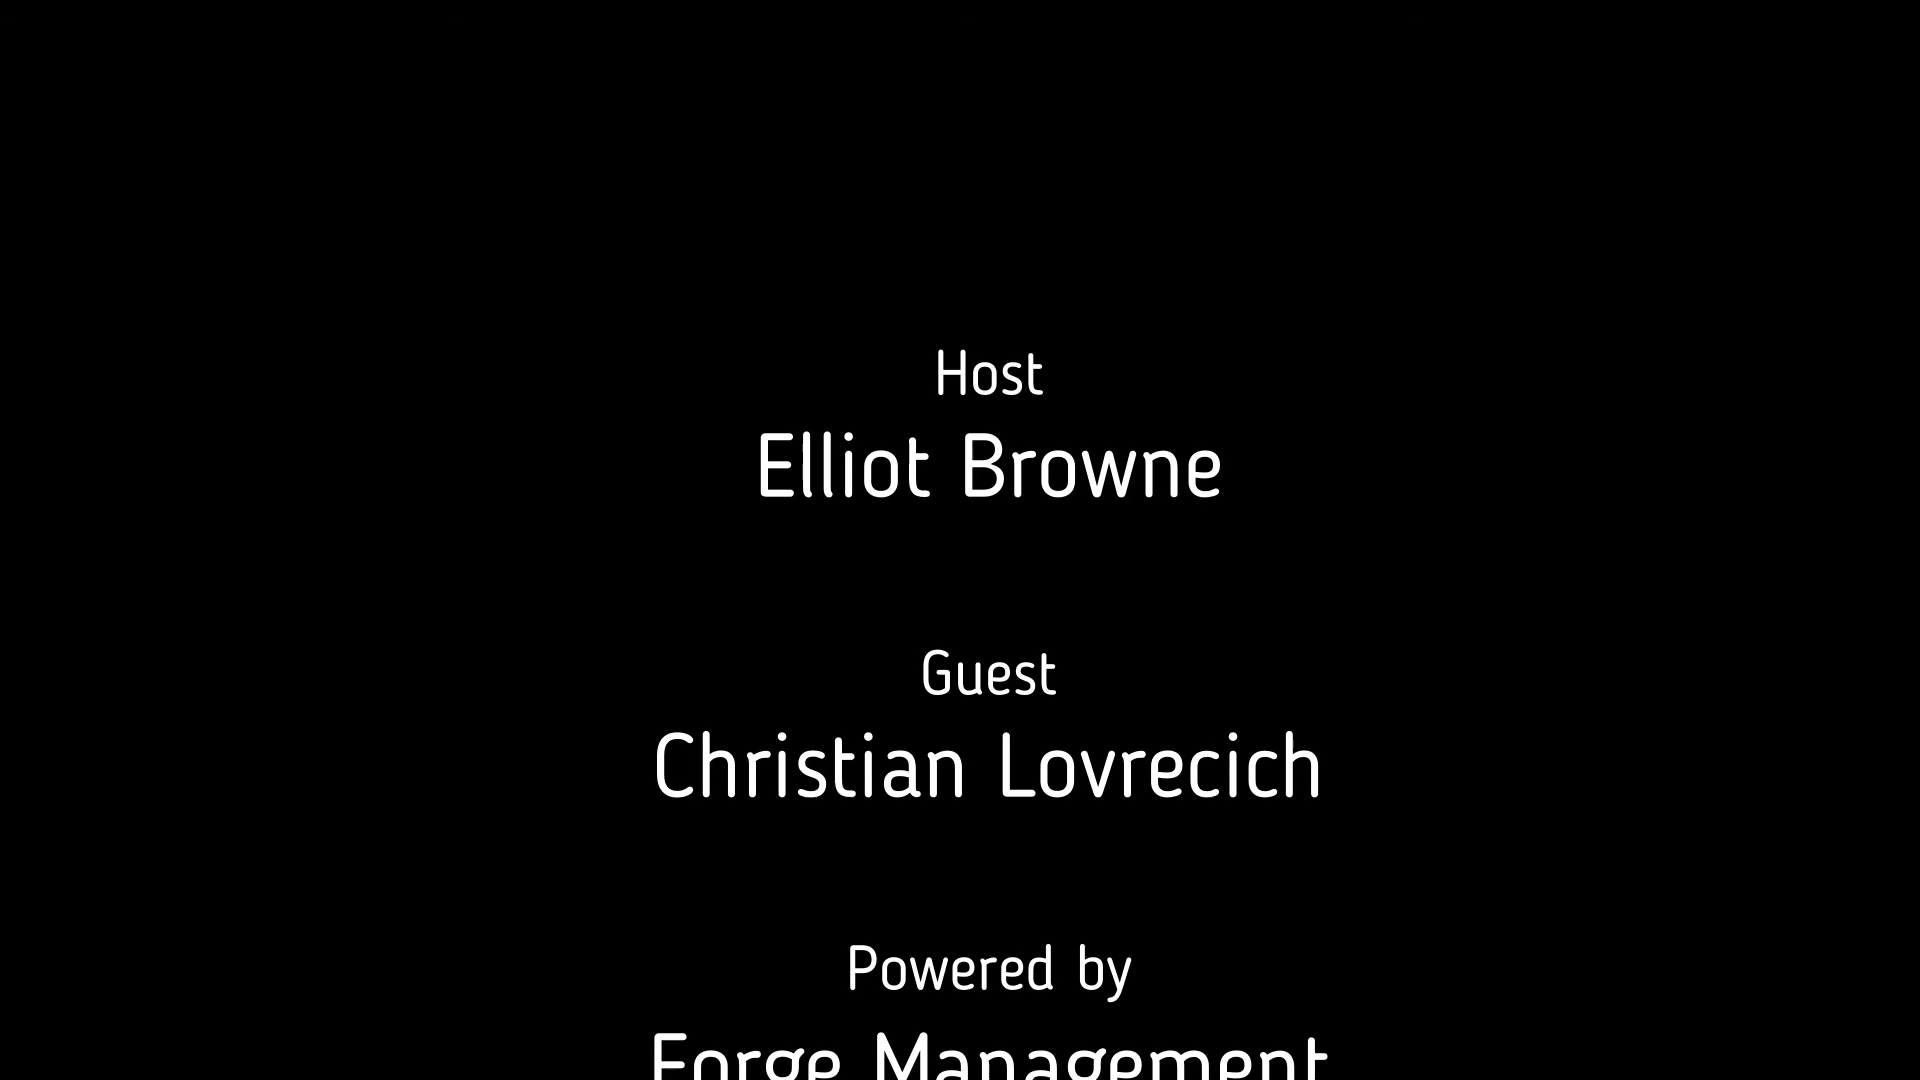 Host
Elliot Browne
Guest
Christian Lovrecich
Powered by
Forge Management